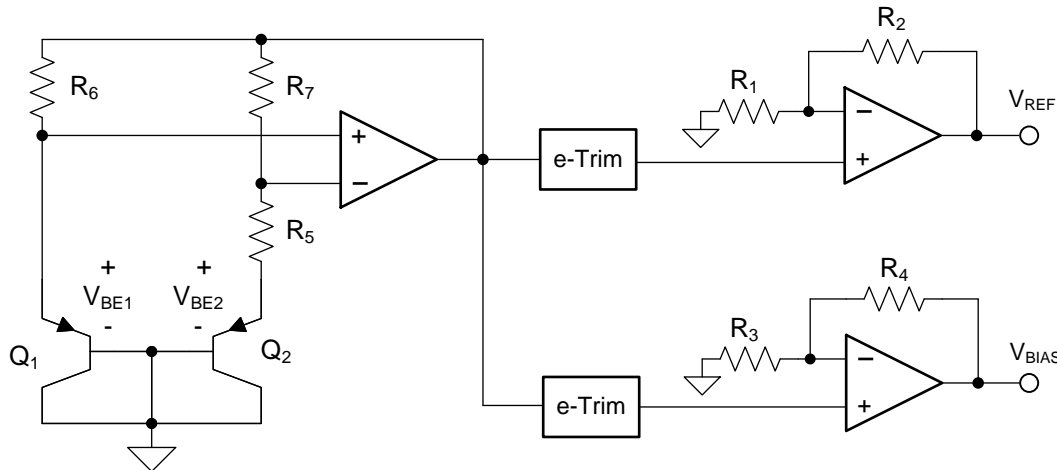 R6
R7
R5
+
−
+
VBE1
-
+
VBE2
-
Q1
Q2
e-Trim
R1
R2
−
+
VREF
e-Trim
R3
R4
−
+
VBIAS